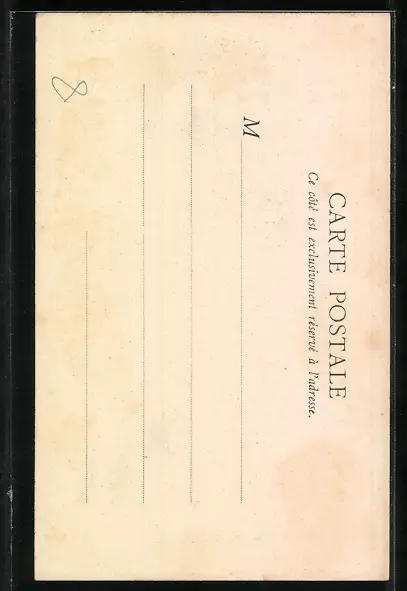 CARTE POSTALE
Ce côté est exclusivement réservé à l'adresse.
M
8